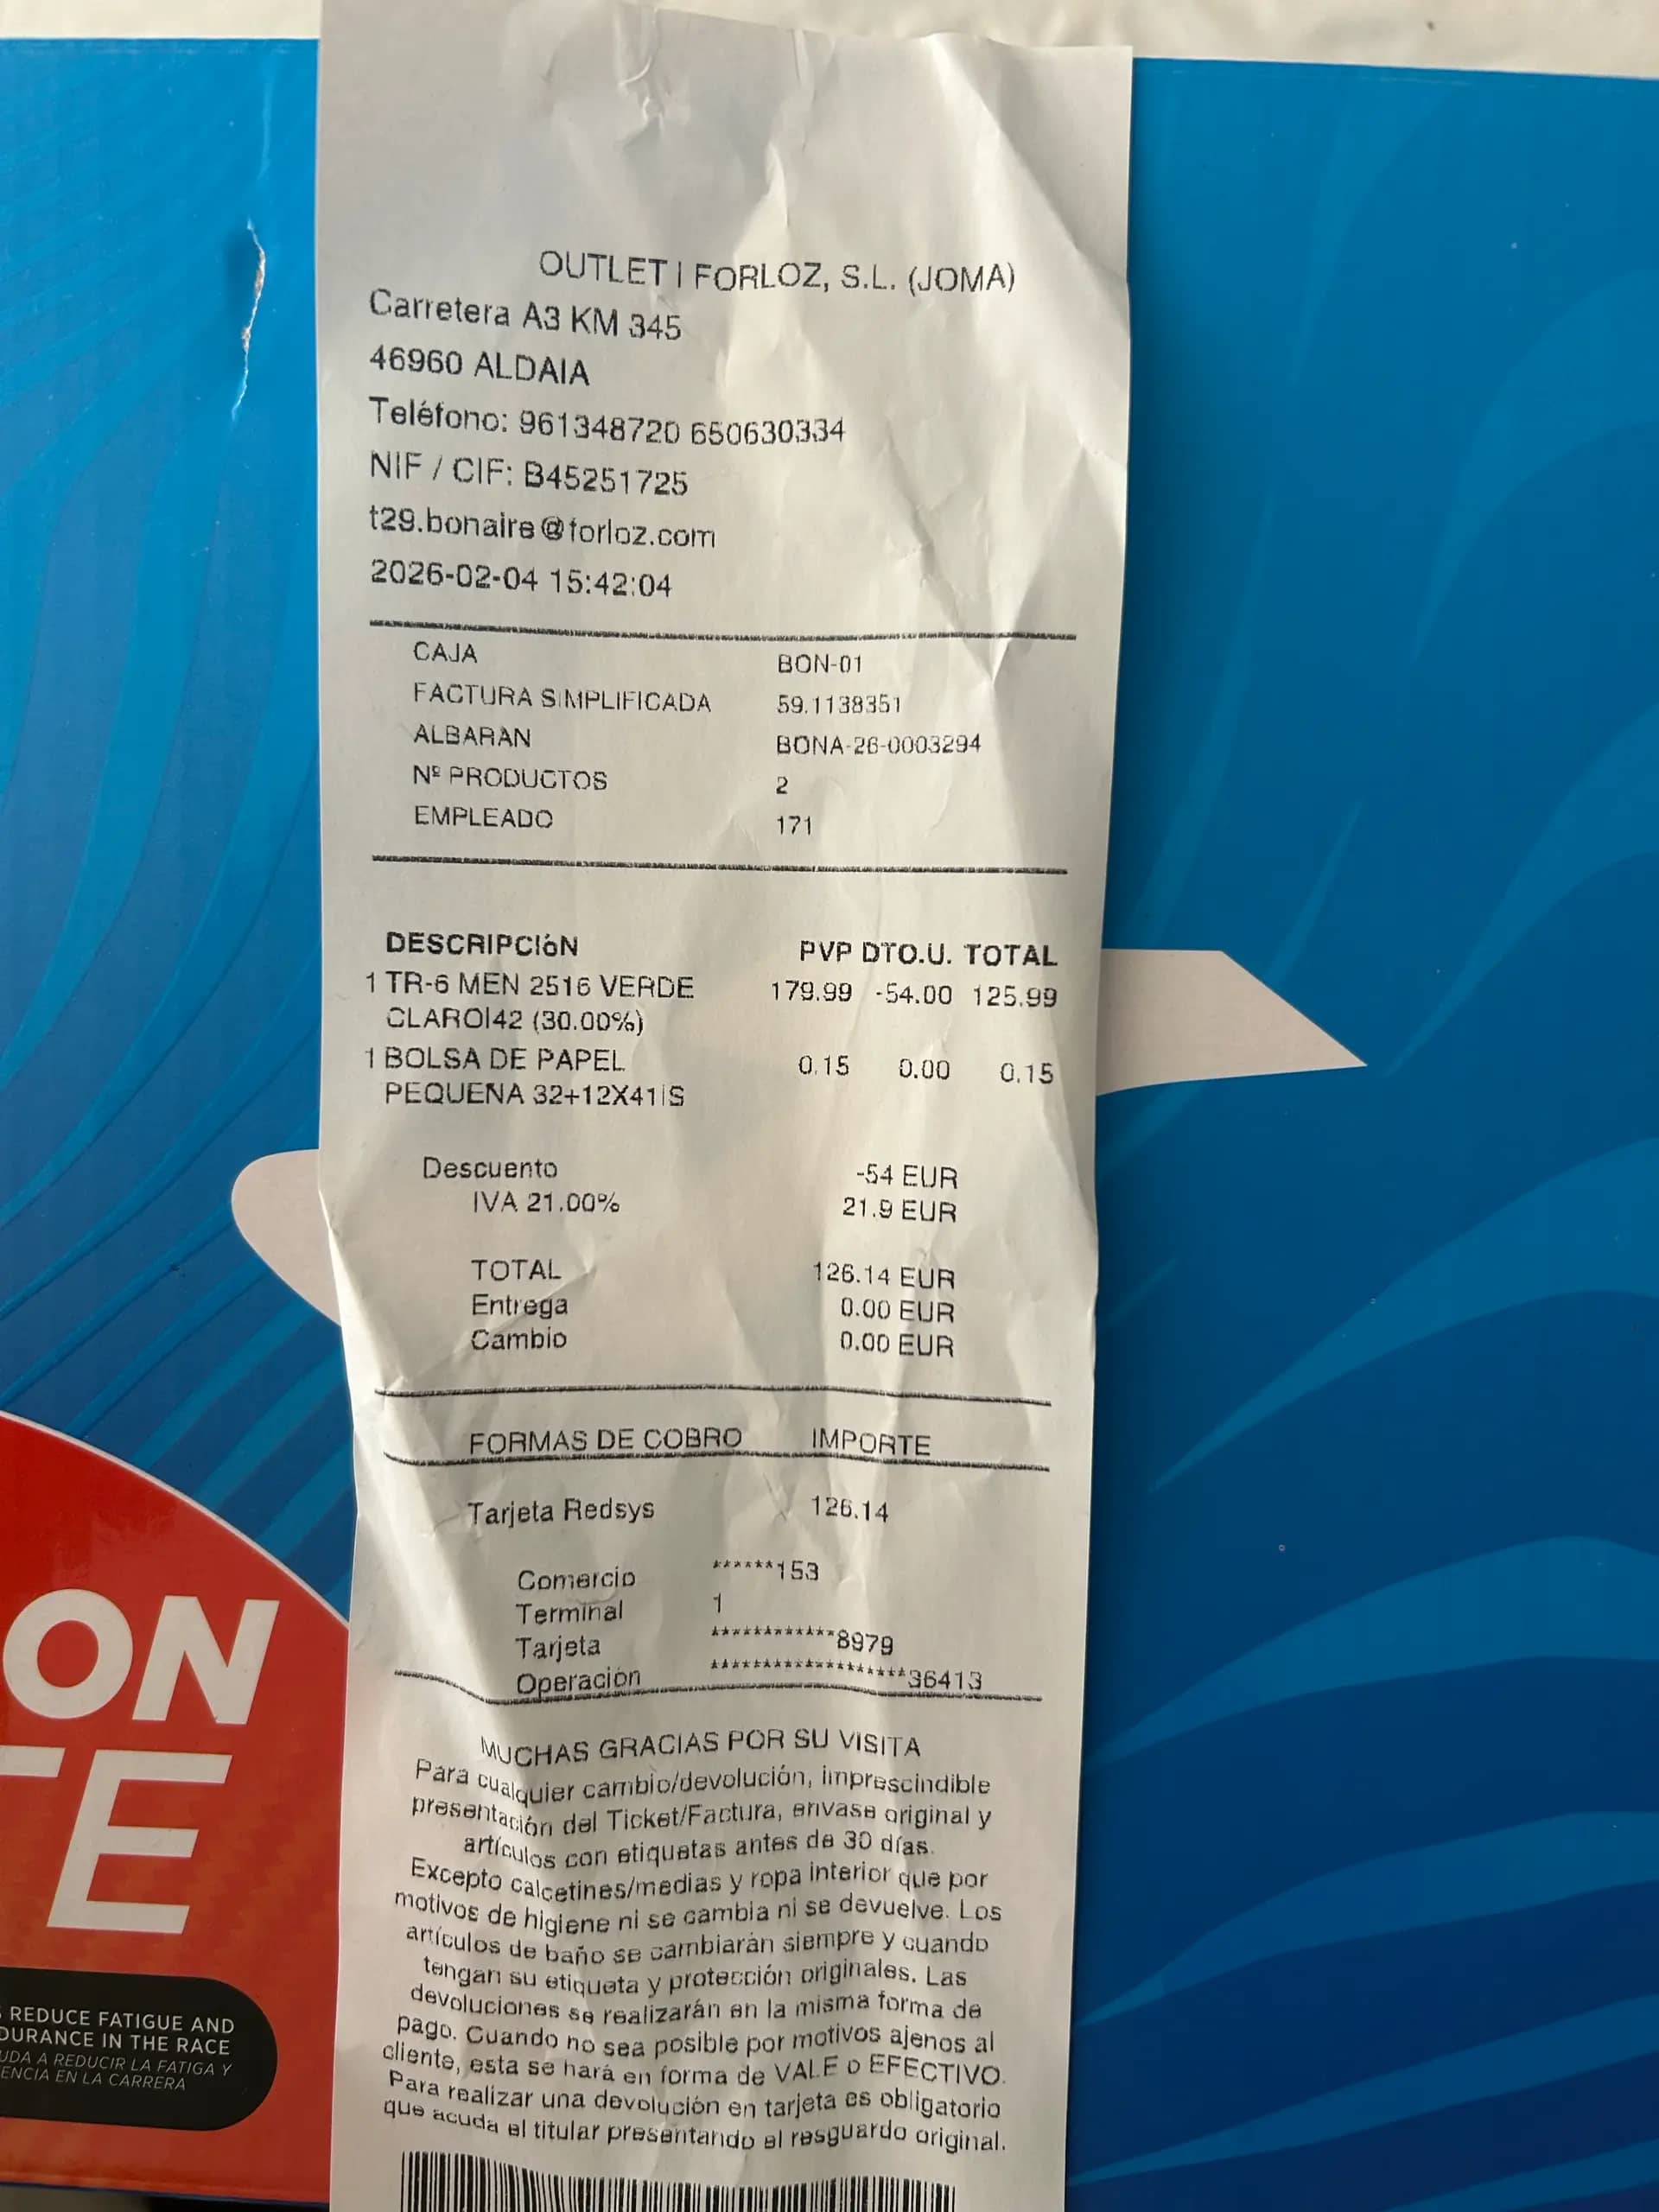 OUTLET | FORLOZ, S.L. (JOMA)
Carretera A3 KM 345
46960 ALDAIA
Teléfono: 961348720 650630334
NIF / CIF: B45251725
t29.bonaire@forloz.com
2026-02-04 15:42:04
CAJA BON-01
FACTURA SIMPLIFICADA 59.1138351
ALBARAN BONA-26-0003294
Nº PRODUCTOS 2
EMPLEADO 171
DESCRIPCIóN PVP DTO.U. TOTAL
1 TR-6 MEN 2516 VERDE 179.99 -54.00 125.99
CLARO|42 (30.00%)
1 BOLSA DE PAPEL 0.15 0.00 0.15
PEQUENA 32+12X41|S
Descuento -54 EUR
IVA 21.00% 21.9 EUR
TOTAL 126.14 EUR
Entrega 0.00 EUR
Cambio 0.00 EUR
FORMAS DE COBRO IMPORTE
Tarjeta Redsys 126.14
Comercio ******153
Terminal 1
Tarjeta ************8979
Operación *******************36413
MUCHAS GRACIAS POR SU VISITA
Para cualquier cambio/devolución, imprescindible
presentación del Ticket/Factura, envase original y
artículos con etiquetas antes de 30 días.
Excepto calcetines/medias y ropa interior que por
motivos de higiene ni se cambia ni se devuelve. Los
artículos de baño se cambiarán siempre y cuando
tengan su etiqueta y protección originales. Las
devoluciones se realizarán en la misma forma de
pago. Cuando no sea posible por motivos ajenos al
cliente, esta se hará en forma de VALE o EFECTIVO.
Para realizar una devolución en tarjeta es obligatorio
que acuda el titular presentando el resguardo original.
ON
TE
REDUCE FATIGUE AND
DURANCE IN THE RACE
UDA A REDUCIR LA FATIGA Y
ENCIA EN LA CARRERA